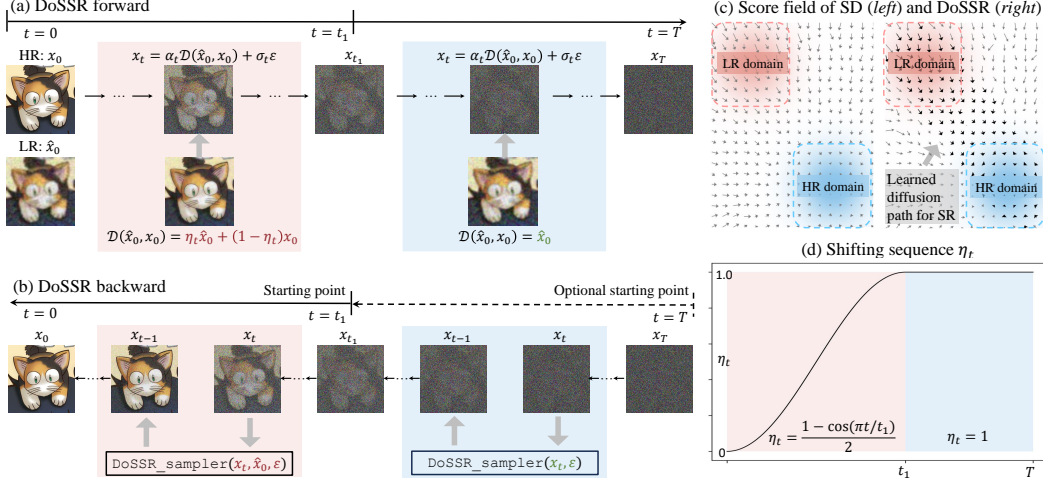 (a) DoSSR forward
t = 0
t = t₁
t = T
HR: x₀
xₜ = αₜ𝒟(x̂₀, x₀) + σₜε
xₜ₁
xₜ = αₜ𝒟(x̂₀, x₀) + σₜε
x_T
...
...
...
...
LR: x̂₀
𝒟(x̂₀, x₀) = ηₜx̂₀ + (1 − ηₜ)x₀
𝒟(x̂₀, x₀) = x̂₀
(b) DoSSR backward
Starting point
Optional starting point
t = 0
t = t₁
t = T
x₀
xₜ₋₁
xₜ
xₜ₁
xₜ₋₁
xₜ
x_T
DoSSR_sampler(xₜ, x̂₀, ε)
DoSSR_sampler(xₜ, ε)
(c) Score field of SD (left) and DoSSR (right)
LR domain
LR domain
HR domain
Learned
diffusion
path for SR
HR domain
(d) Shifting sequence ηₜ
1.0
ηₜ
ηₜ = (1 − cos(πt/t₁))/2
ηₜ = 1
0
t₁
T